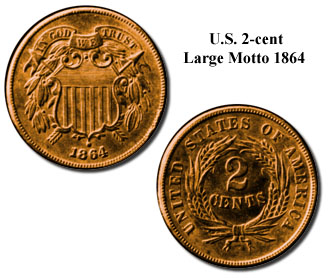 U.S. 2-cent
Large Motto 1864
IN GOD WE TRUST
1864
UNITED STATES OF AMERICA
2
CENTS